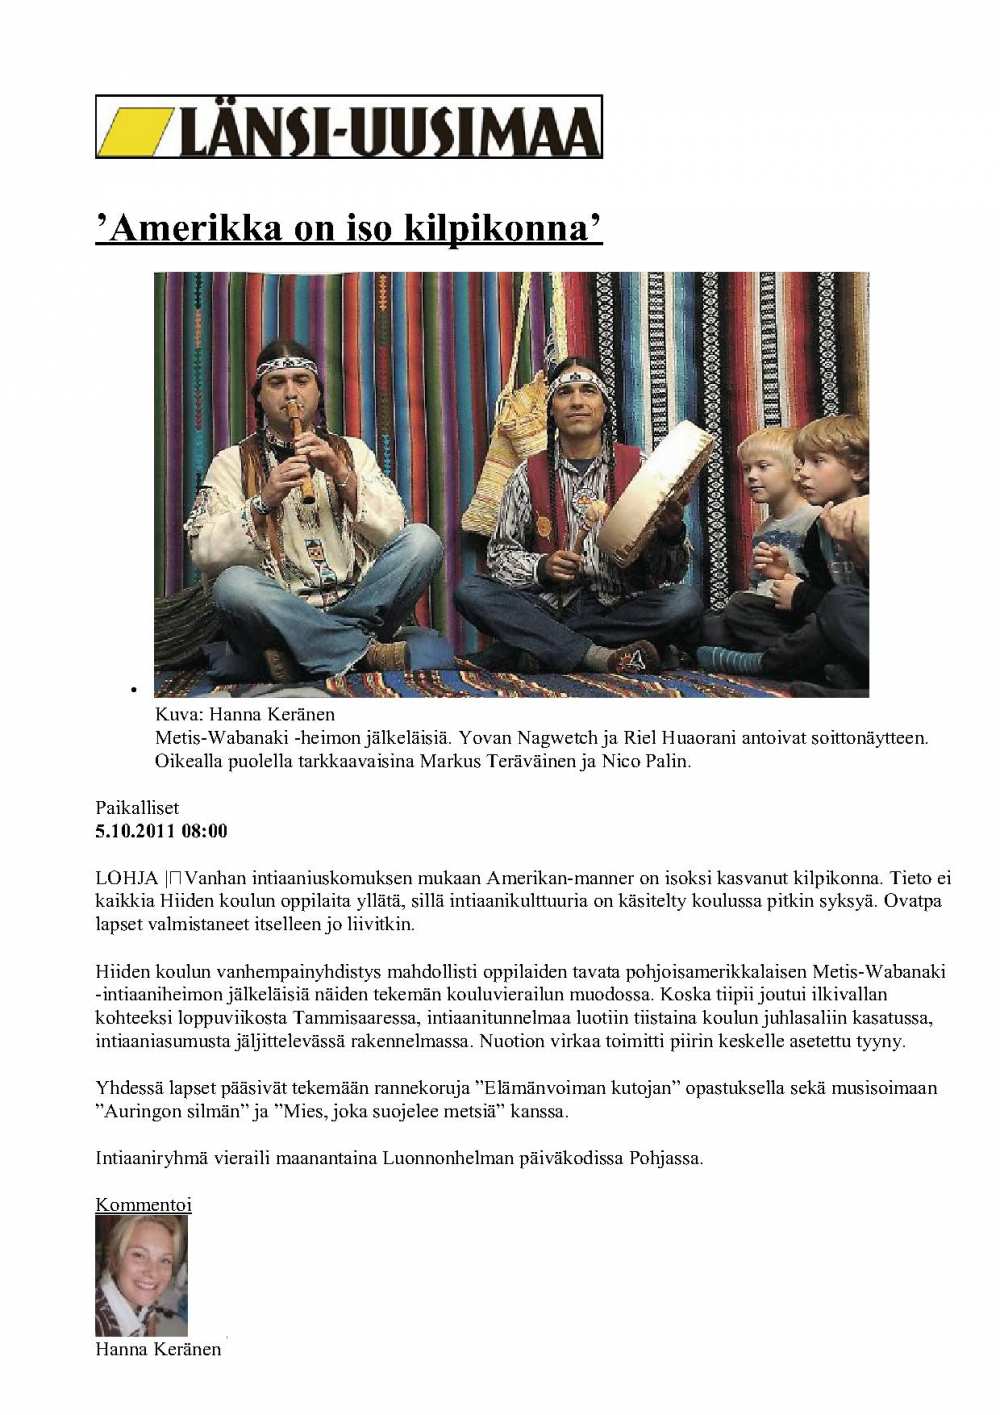 LÄNSI-UUSIMAA
’Amerikka on iso kilpikonna’
Kuva: Hanna Keränen
Metis-Wabanaki -heimon jälkeläisiä. Yovan Nagwetch ja Riel Huaorani antoivat soittonäytteen.
Oikealla puolella tarkkaavaisina Markus Teräväinen ja Nico Palin.
Paikalliset
5.10.2011 08:00
LOHJA |□ Vanhan intiaaniuskomuksen mukaan Amerikan-manner on isoksi kasvanut kilpikonna. Tieto ei
kaikkia Hiiden koulun oppilaita yllätä, sillä intiaanikulttuuria on käsitelty koulussa pitkin syksyä. Ovatpa
lapset valmistaneet itselleen jo liivitkin.
Hiiden koulun vanhempainyhdistys mahdollisti oppilaiden tavata pohjoisamerikkalaisen Metis-Wabanaki
-intiaaniheimon jälkeläisiä näiden tekemän kouluvierailun muodossa. Koska tiipii joutui ilkivallan
kohteeksi loppuviikosta Tammisaaressa, intiaanitunnelmaa luotiin tiistaina koulun juhlasaliin kasatussa,
intiaaniasumusta jäljittelevässä rakennelmassa. Nuotion virkaa toimitti piirin keskelle asetettu tyyny.
Yhdessä lapset pääsivät tekemään rannekoruja ”Elämänvoiman kutojan” opastuksella sekä musisoimaan
”Auringon silmän” ja ”Mies, joka suojelee metsiä” kanssa.
Intiaaniryhmä vieraili maanantaina Luonnonhelman päiväkodissa Pohjassa.
Kommentoi
Hanna Keränen